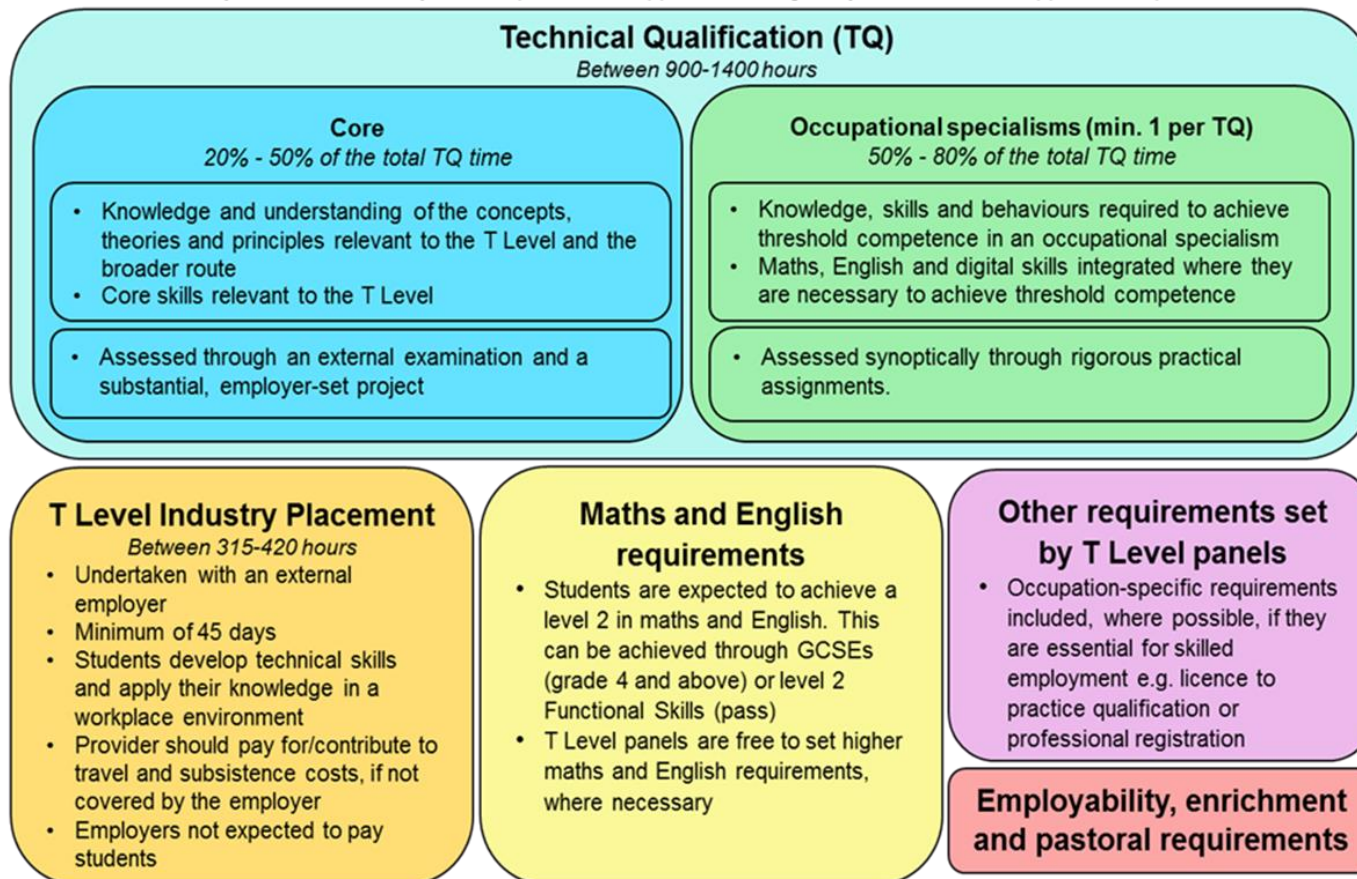 Technical Qualification (TQ)
Between 900-1400 hours
Core
20% - 50% of the total TQ time
• Knowledge and understanding of the concepts,
theories and principles relevant to the T Level and the
broader route
• Core skills relevant to the T Level
• Assessed through an external examination and a
substantial, employer-set project
Occupational specialisms (min. 1 per TQ)
50% - 80% of the total TQ time
• Knowledge, skills and behaviours required to achieve
threshold competence in an occupational specialism
• Maths, English and digital skills integrated where they
are necessary to achieve threshold competence
• Assessed synoptically through rigorous practical
assignments.
T Level Industry Placement
Between 315-420 hours
• Undertaken with an external
employer
• Minimum of 45 days
• Students develop technical skills
and apply their knowledge in a
workplace environment
• Provider should pay for/contribute to
travel and subsistence costs, if not
covered by the employer
• Employers not expected to pay
students
Maths and English
requirements
• Students are expected to achieve a
level 2 in maths and English. This
can be achieved through GCSEs
(grade 4 and above) or level 2
Functional Skills (pass)
• T Level panels are free to set higher
maths and English requirements,
where necessary
Other requirements set
by T Level panels
• Occupation-specific requirements
included, where possible, if they
are essential for skilled
employment e.g. licence to
practice qualification or
professional registration
Employability, enrichment
and pastoral requirements